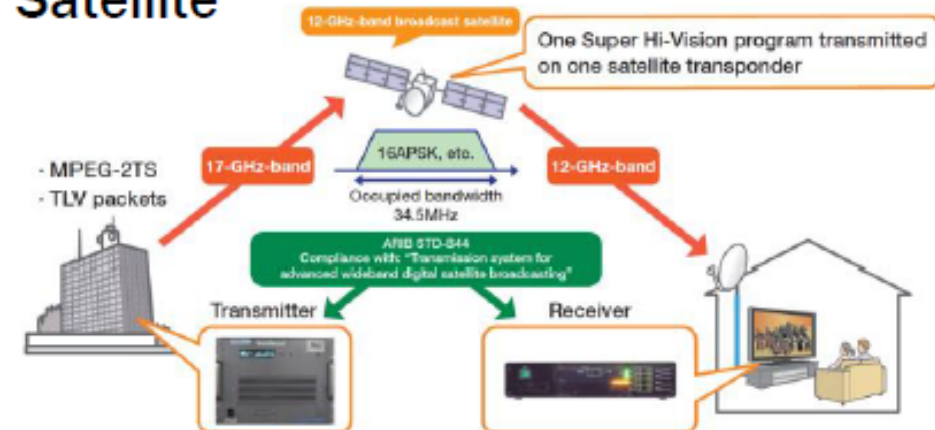 Satellite
12-GHz-band broadcast satellite
One Super Hi-Vision program transmitted
on one satellite transponder
- MPEG-2TS
- TLV packets
17-GHz-band
16APSK, etc.
12-GHz-band
Occupied bandwidth
34.5MHz
ARIB STD-B44
Compliance with: "Transmission system for
advanced wideband digital satellite broadcasting"
Transmitter
Receiver